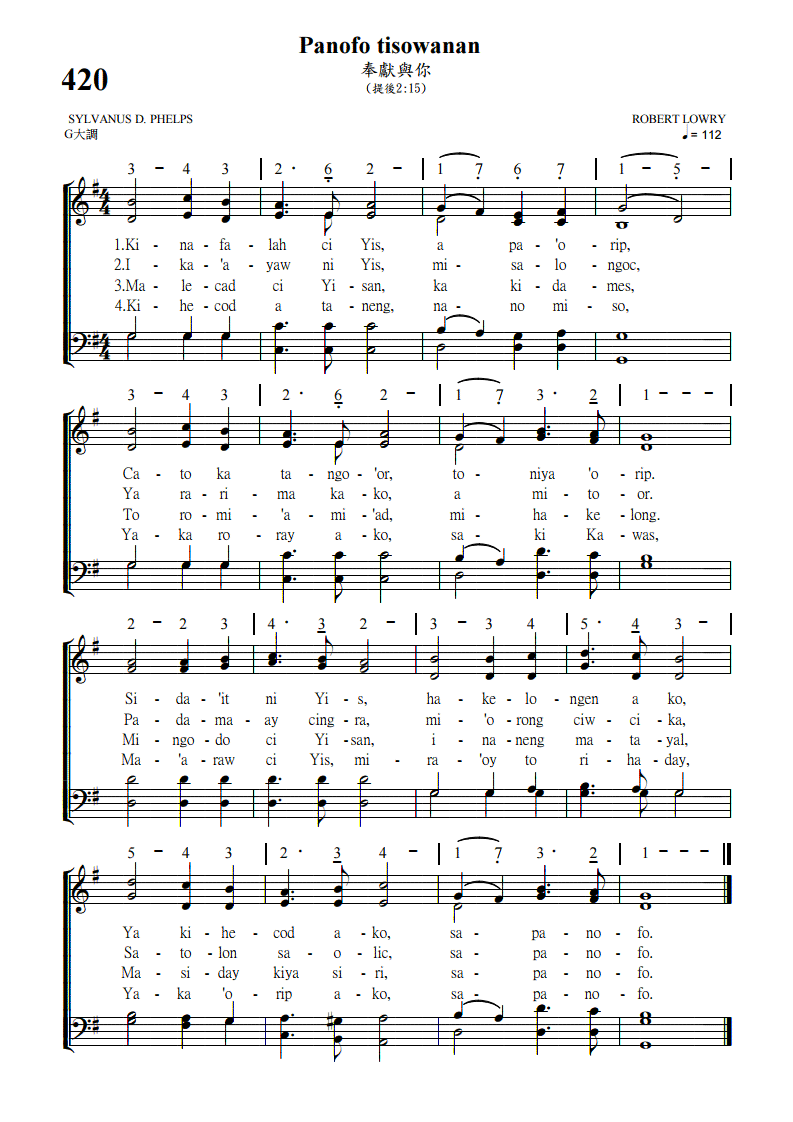 Panofo tisowanan
奉獻與你
(提後2:15)
420
SYLVANUS D. PHELPS
ROBERT LOWRY
G大調
♩= 112
3 – 4 3 | 2 · 6 2 – | 1 7 6 7 | 1 – 5 – |
1.Ki - na - fa - lah ci Yis, a pa - 'o - rip,
2.I - ka - 'a - yaw ni Yis, mi - sa - lo - ngoc,
3.Ma - le - cad ci Yi - san, ka ki - da - mes,
4.Ki - he - cod a ta - neng, na - no mi - so,
3 – 4 3 | 2 · 6 2 – | 1 7 3 · 2 | 1 – – – |
Ca - to ka ta - ngo - 'or, to - niya 'o - rip.
Ya ra - ri - ma ka - ko, a mi - to - or.
To romi - 'a - mi - 'ad, mi - ha - ke - long.
Ya - ka ro - ray a - ko, sa - ki Ka - was,
2 – 2 3 | 4 · 3 2 – | 3 – 3 4 | 5 · 4 3 – |
Si - da - 'it ni Yi - s, ha - ke - lo - ngen a ko,
Pa - da - ma - ay cing - ra, mi - 'o - rong ciw - ci - ka,
Mi - ngo - do ci Yi - san, i - na - neng ma - ta - yal,
Ma - 'a - raw ci Yis, mi - ra - 'oy to ri - ha - day,
5 – 4 3 | 2 · 3 4 – | 1 7 3 · 2 | 1 – – – ||
Ya ki - he - cod a - ko, sa - pa - no - fo.
Sa - to - lon sa - o - lic, sa - pa - no - fo.
Ma - si - day kiya si - ri, sa - pa - no - fo.
Ya - ka 'o - rip a - ko, sa - pa - no - fo.